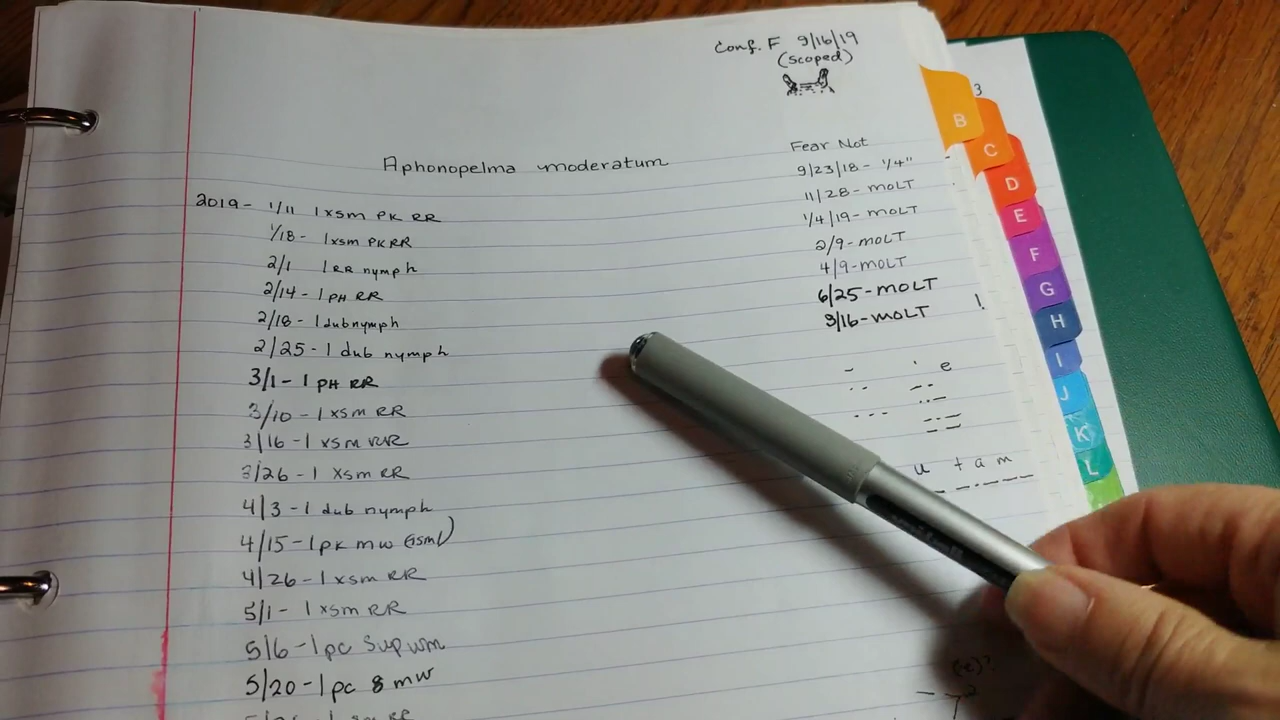 Conf. F 9/16/19
(scoped)
Fear Not
Aphonopelma moderatum
9/23/18 - 1/4"
11/28 - MOLT
1/4/19 - MOLT
2/9 - MOLT
4/9 - MOLT
6/25 - MOLT
9/16 - MOLT !
2019 - 1/11 1 xsm PK RR
1/18 - 1 xsm PK RR
2/1 1 RR nymph
2/14 - 1 PH RR
2/18 - 1 dub nymph
2/25 - 1 dub nymph
3/1 - 1 PH RR
3/10 - 1 xsm RR
3/16 - 1 xsm RR
3/26 - 1 xsm RR
4/3 - 1 dub nymph
4/15 - 1 pk mw
4/26 - 1 xsm RR
5/1 - 1 xsm RR
5/6 - 1 pc Sup wm
5/20 - 1 pc 8 mw
e
u t a m
3
B
C
D
E
F
G
H
I
J
K
L